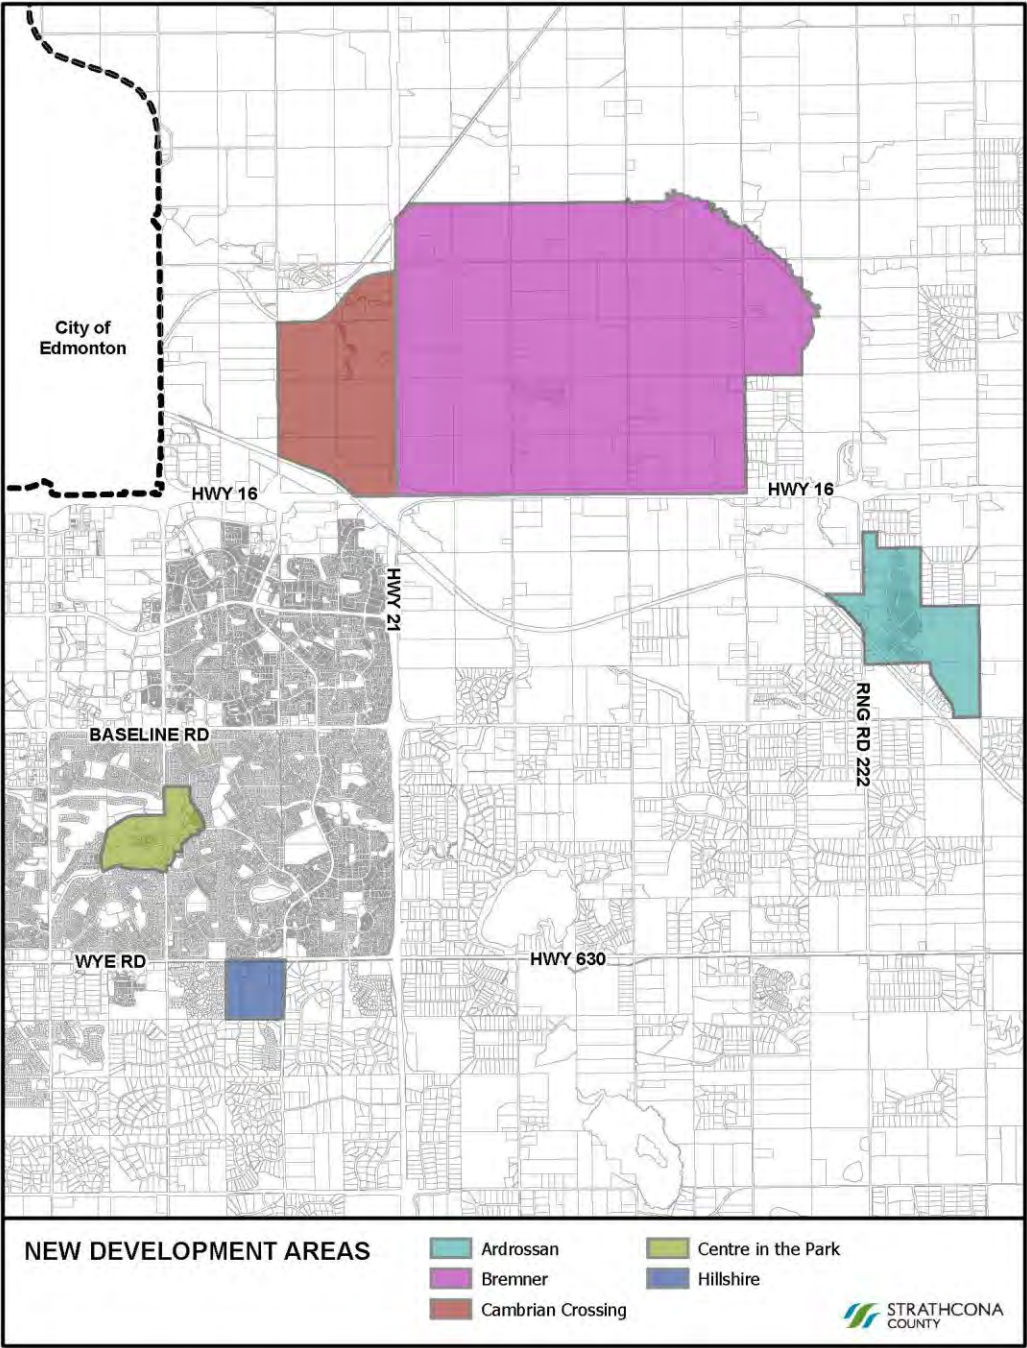 City of
Edmonton
HWY 16
HWY 16
HWY 21
RNG RD 222
BASELINE RD
WYE RD
HWY 630
NEW DEVELOPMENT AREAS
Ardrossan
Bremner
Cambrian Crossing
Centre in the Park
Hillshire
STRATHCONA
COUNTY